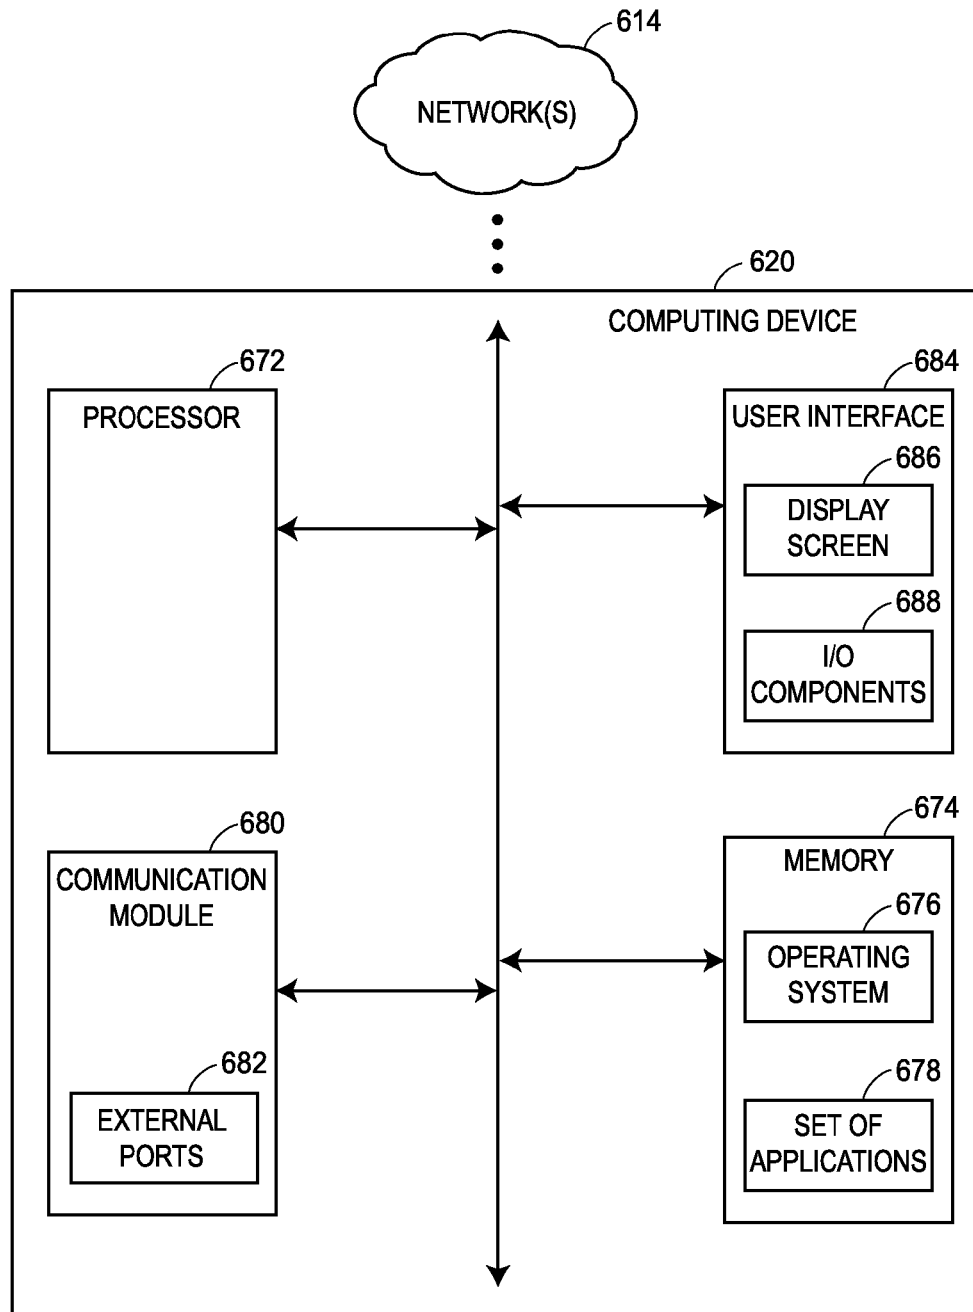 614
NETWORK(S)
620
COMPUTING DEVICE
672
PROCESSOR
684
USER INTERFACE
686
DISPLAY
SCREEN
688
I/O
COMPONENTS
680
COMMUNICATION
MODULE
682
EXTERNAL
PORTS
674
MEMORY
676
OPERATING
SYSTEM
678
SET OF
APPLICATIONS